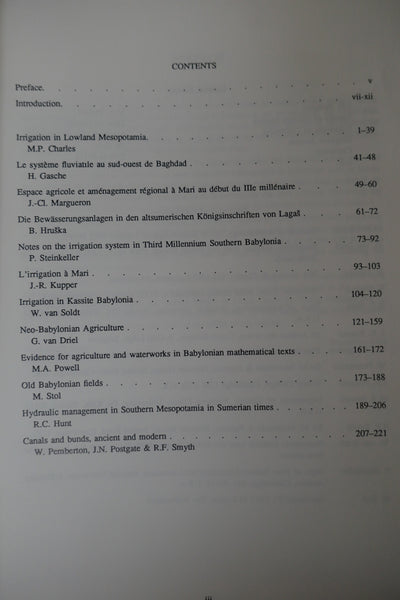 CONTENTS
Preface. . . . . . . . . . . . . . . . . v
Introduction. . . . . . . . . . . . . . . . vii-xii
Irrigation in Lowland Mesopotamia. . . . . . . . . . 1–39
M.P. Charles
Le système fluviatile au sud-ouest de Baghdad . . . . . . . . 41–48
H. Gasche
Espace agricole et aménagement régional à Mari au début du IIIe millénaire . . . . 49–60
J.-Cl. Margueron
Die Bewässerungsanlagen in den altsumerischen Königsinschriften von Lagaš . . . . 61–72
B. Hruška
Notes on the irrigation system in Third Millennium Southern Babylonia . . . . . 73–92
P. Steinkeller
L'irrigation à Mari . . . . . . . . . . . . . 93–103
J.-R. Kupper
Irrigation in Kassite Babylonia . . . . . . . . . . 104–120
W. van Soldt
Neo-Babylonian Agriculture . . . . . . . . . . . 121–159
G. van Driel
Evidence for agriculture and waterworks in Babylonian mathematical texts . . . . 161–172
M.A. Powell
Old Babylonian fields . . . . . . . . . . . . 173–188
M. Stol
Hydraulic management in Southern Mesopotamia in Sumerian times . . . . . . 189–206
R.C. Hunt
Canals and bunds, ancient and modern . . . . . . . . . 207–221
W. Pemberton, J.N. Postgate & R.F. Smyth
iii